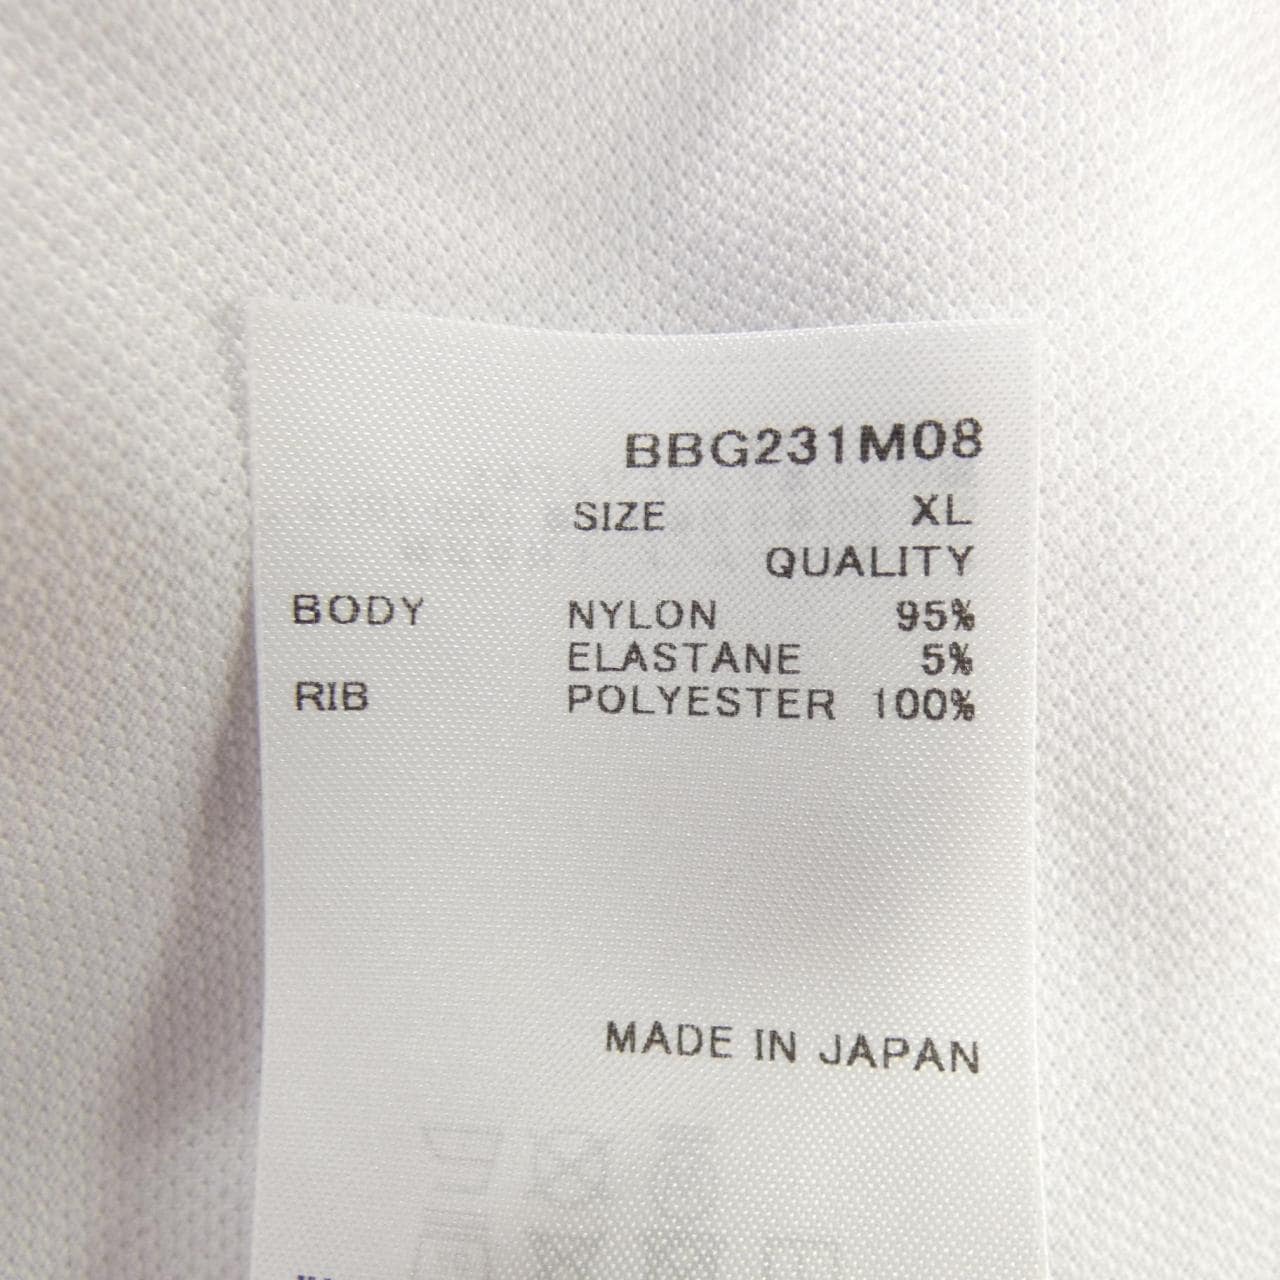 BBG231M08
SIZE XL
QUALITY
BODY NYLON 95%
ELASTANE 5%
RIB POLYESTER 100%
MADE IN JAPAN